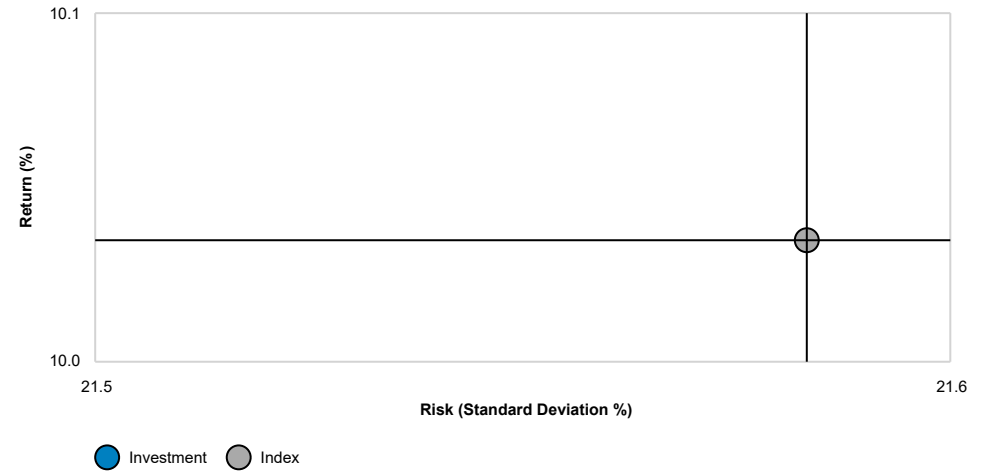 10.1
Return (%)
10.0
21.5
21.6
Risk (Standard Deviation %)
Investment
Index